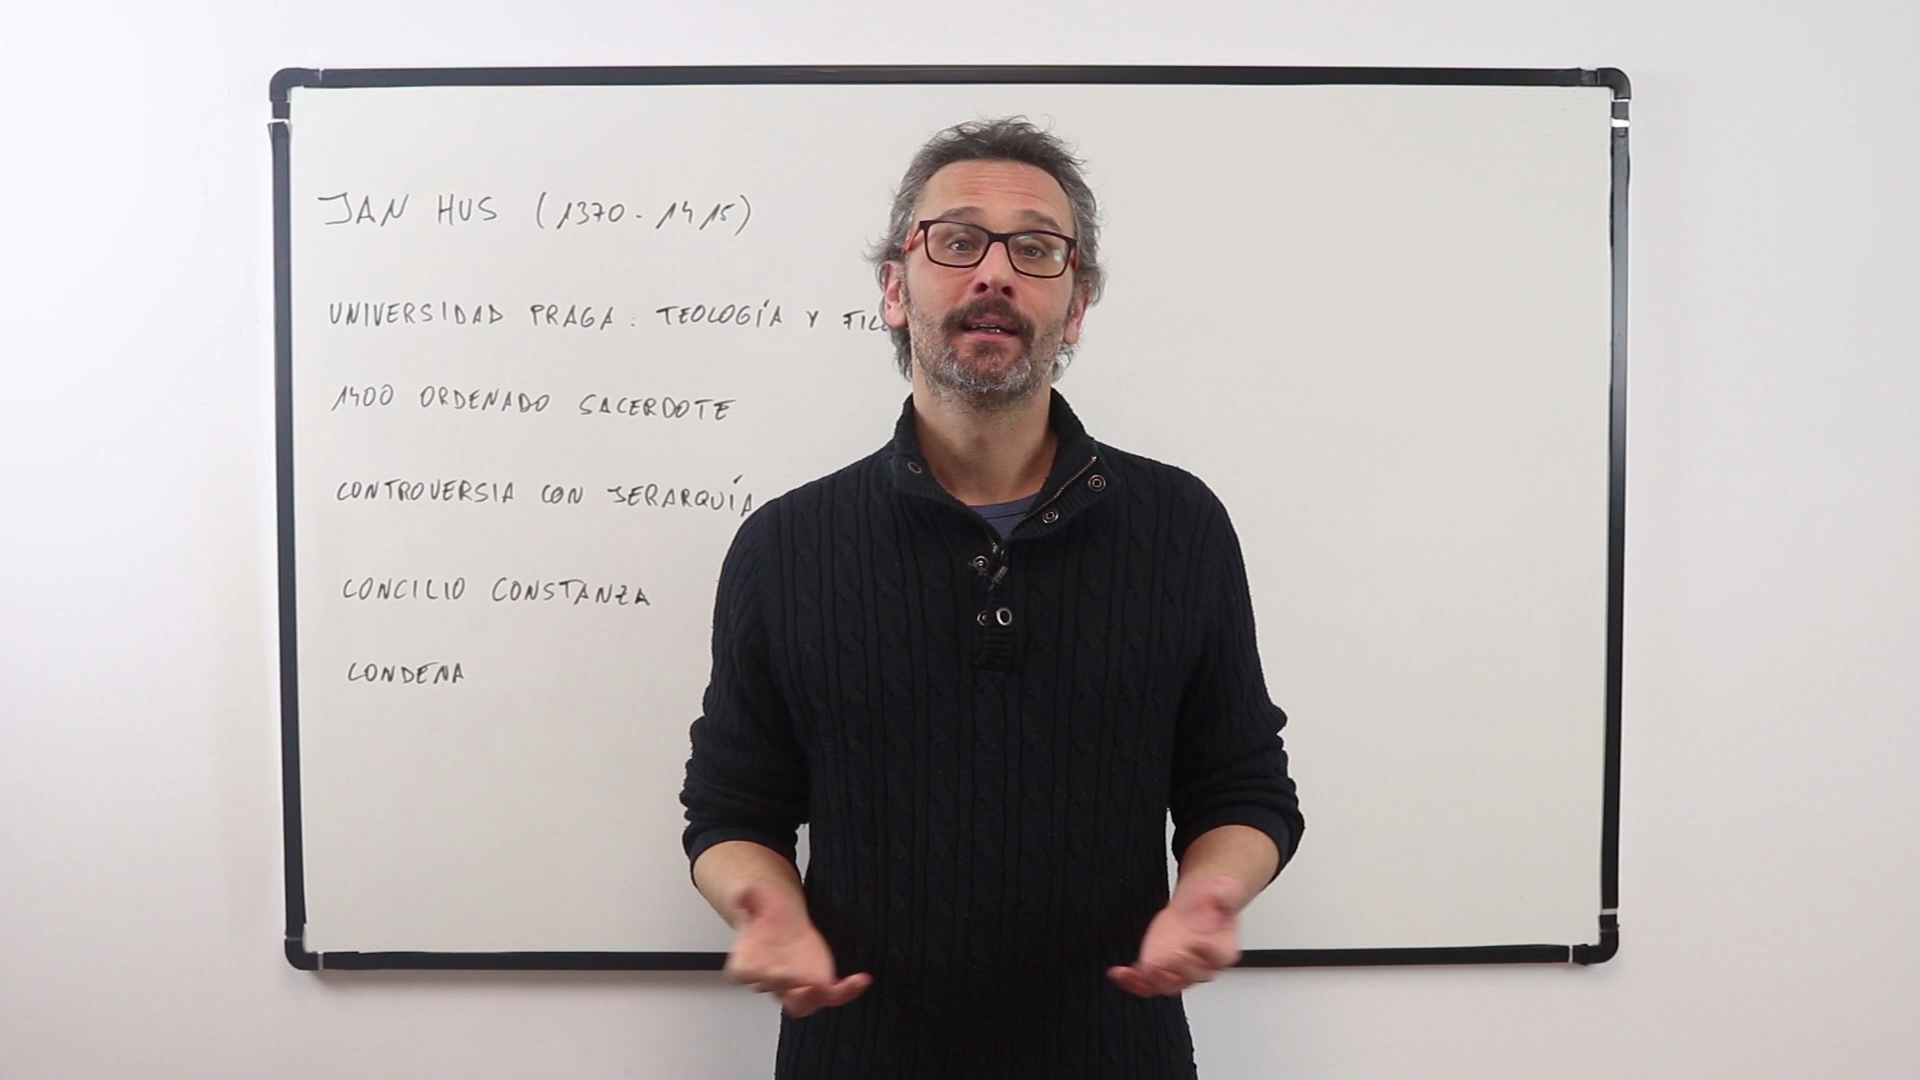 JAN HUS (1370-1415)
UNIVERSIDAD PRAGA: TEOLOGÍA Y
1400 ORDENADO SACERDOTE
CONTROVERSIA CON JERARQUÍA
CONCILIO CONSTANZA
CONDENA